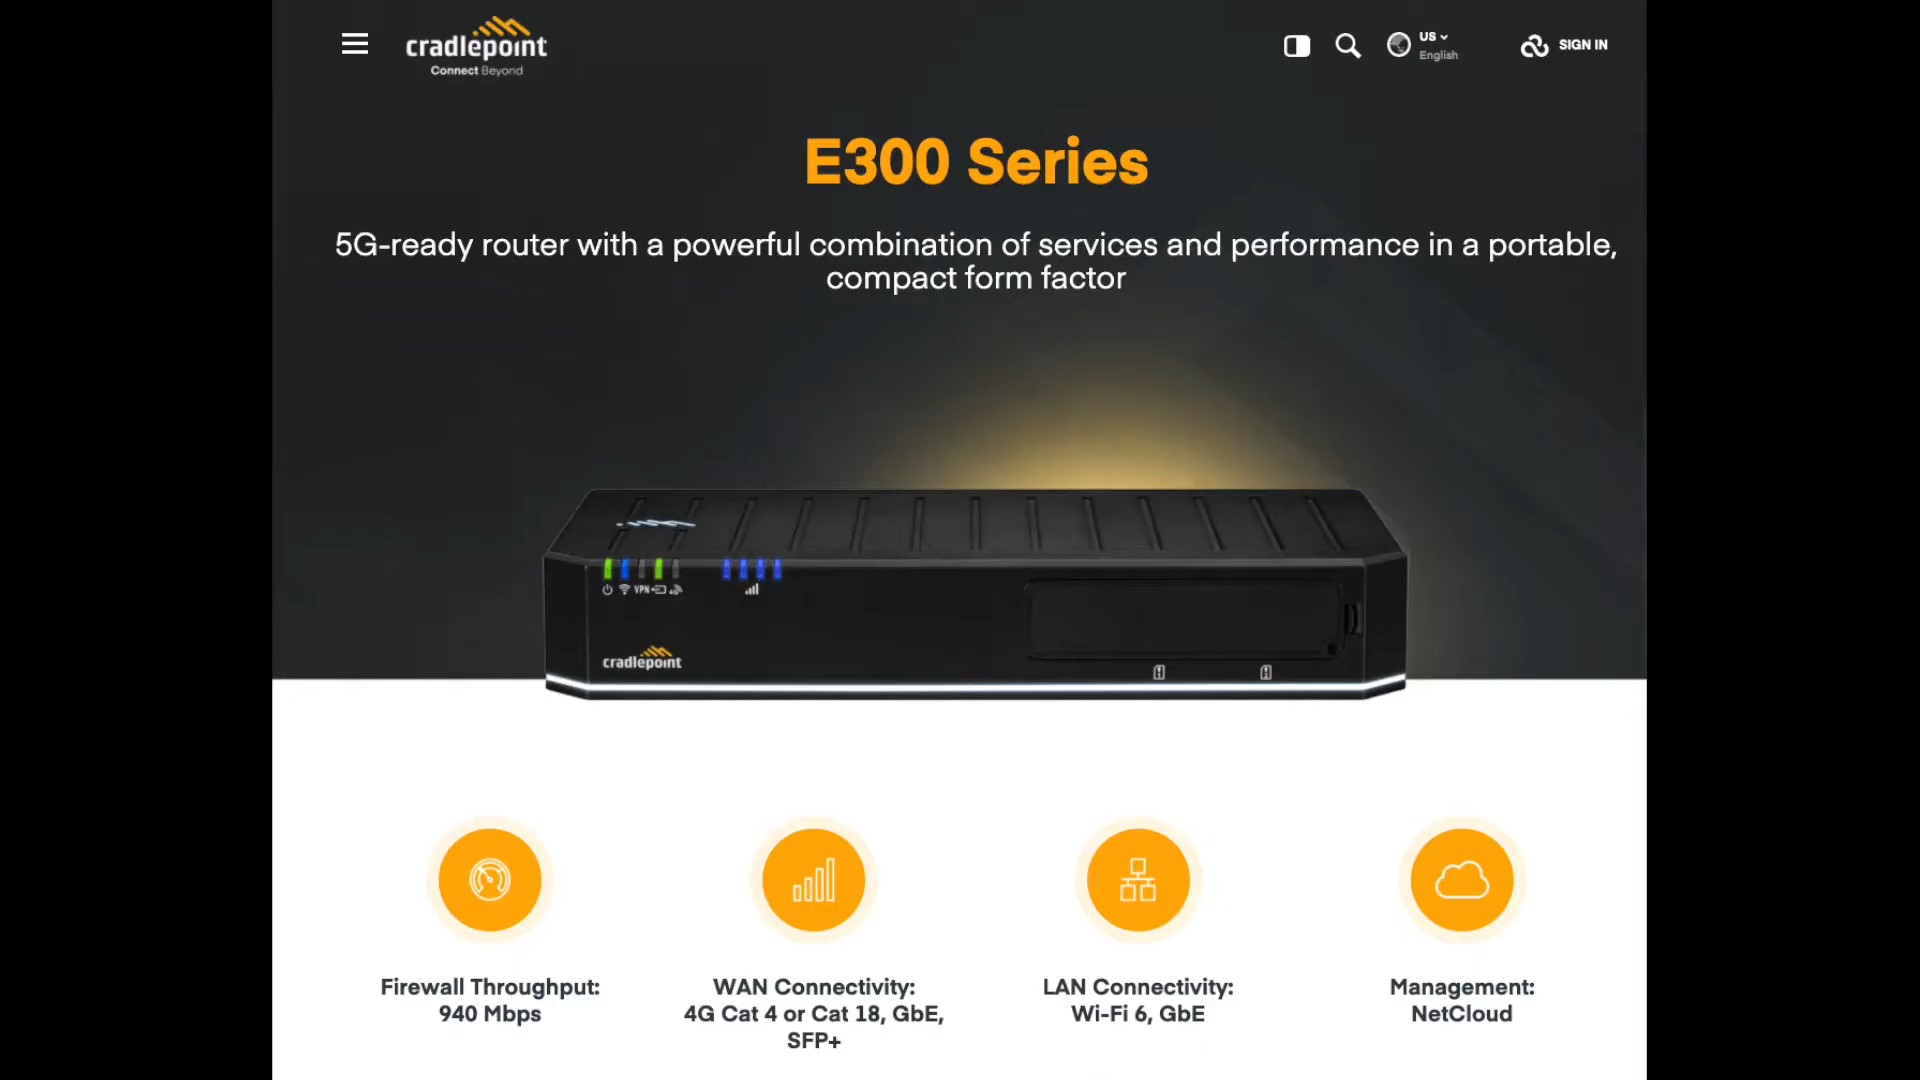 cradlepoint
Connect Beyond
US
English
SIGN IN
E300 Series
5G-ready router with a powerful combination of services and performance in a portable,
compact form factor
VPN
cradlepoint
Firewall Throughput:
940 Mbps
WAN Connectivity:
4G Cat 4 or Cat 18, GbE,
SFP+
LAN Connectivity:
Wi-Fi 6, GbE
Management:
NetCloud